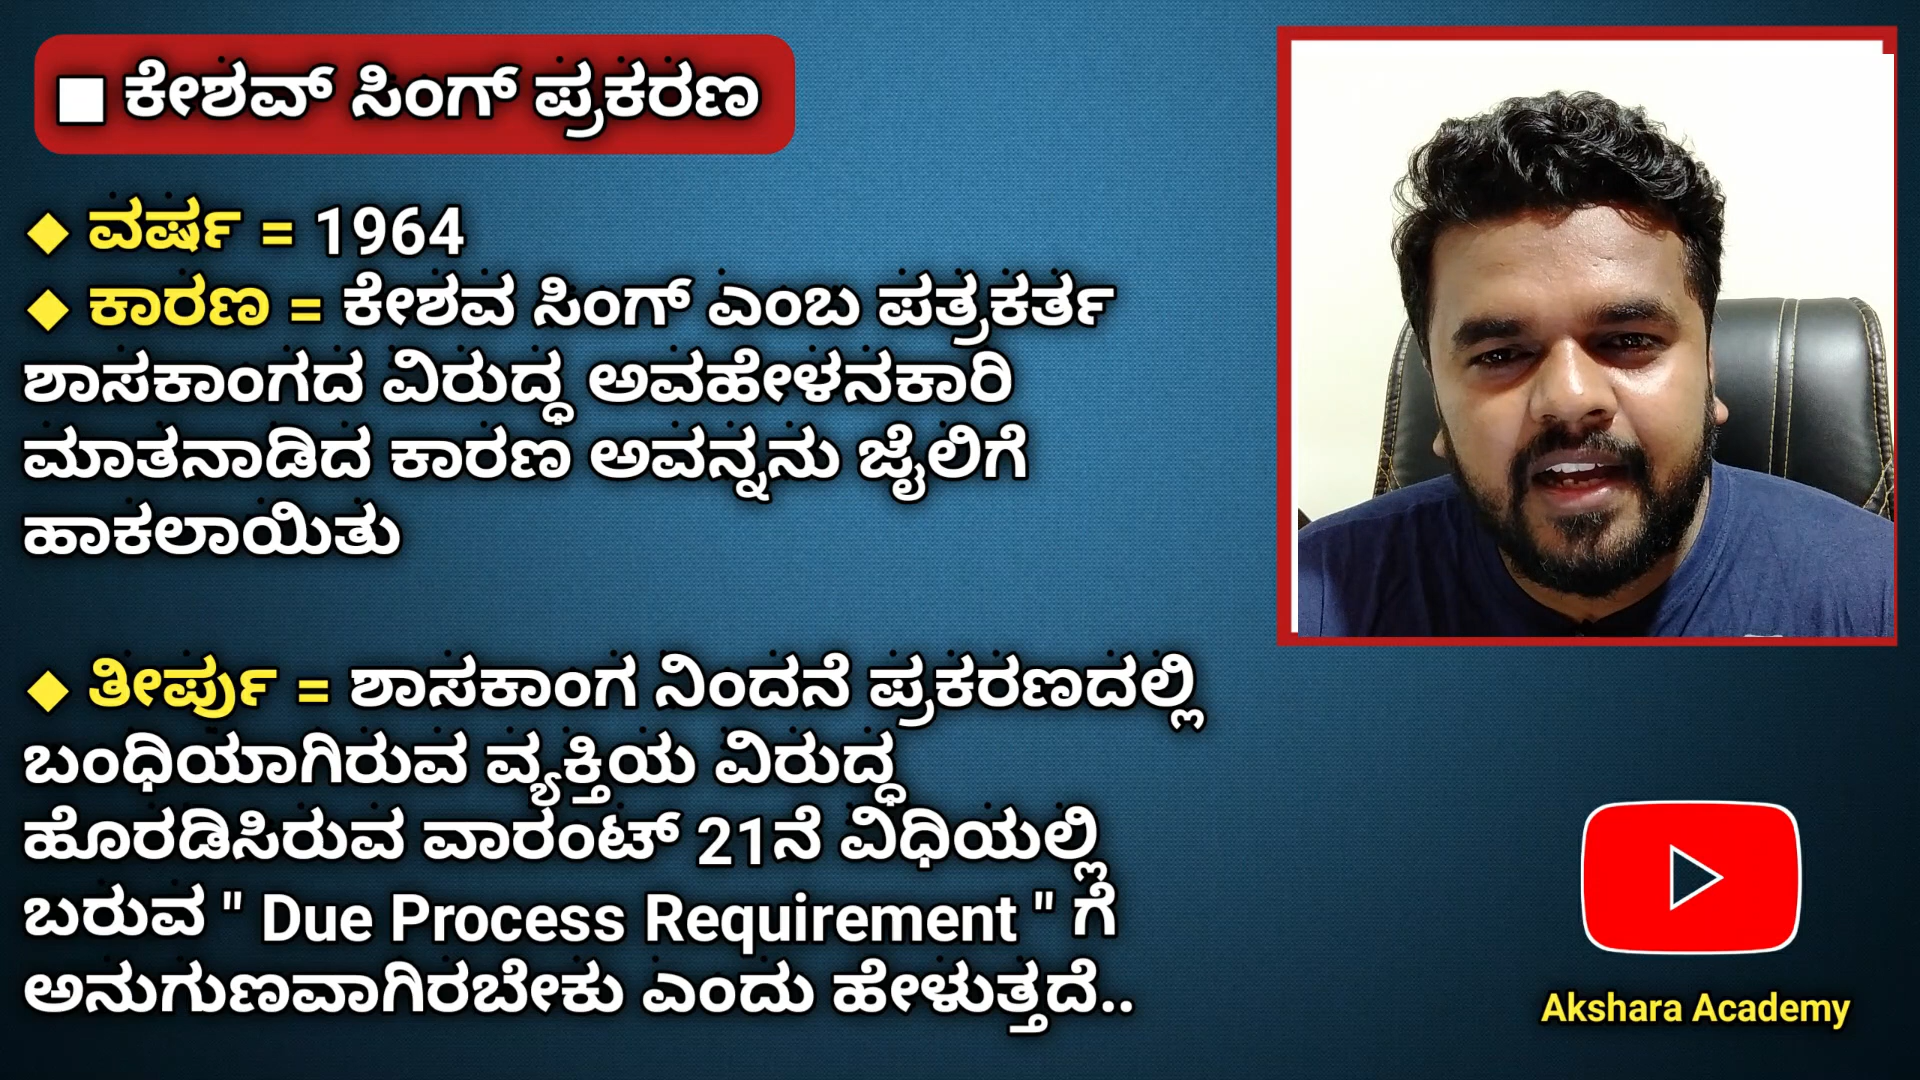 ■ ಕೇಶವ್ ಸಿಂಗ್ ಪ್ರಕರಣ
◆ ವರ್ಷ = 1964
◆ ಕಾರಣ = ಕೇಶವ ಸಿಂಗ್ ಎಂಬ ಪತ್ರಕರ್ತ
ಶಾಸಕಾಂಗದ ವಿರುದ್ಧ ಅವಹೇಳನಕಾರಿ
ಮಾತನಾಡಿದ ಕಾರಣ ಅವನ್ನನು ಜೈಲಿಗೆ
ಹಾಕಲಾಯಿತು
◆ ತೀರ್ಪು = ಶಾಸಕಾಂಗ ನಿಂದನೆ ಪ್ರಕರಣದಲ್ಲಿ
ಬಂಧಿಯಾಗಿರುವ ವ್ಯಕ್ತಿಯ ವಿರುದ್ಧ
ಹೊರಡಿಸಿರುವ ವಾರಂಟ್ 21ನೆ ವಿಧಿಯಲ್ಲಿ
ಬರುವ " Due Process Requirement " ಗೆ
ಅನುಗುಣವಾಗಿರಬೇಕು ಎಂದು ಹೇಳುತ್ತದೆ..
Akshara Academy